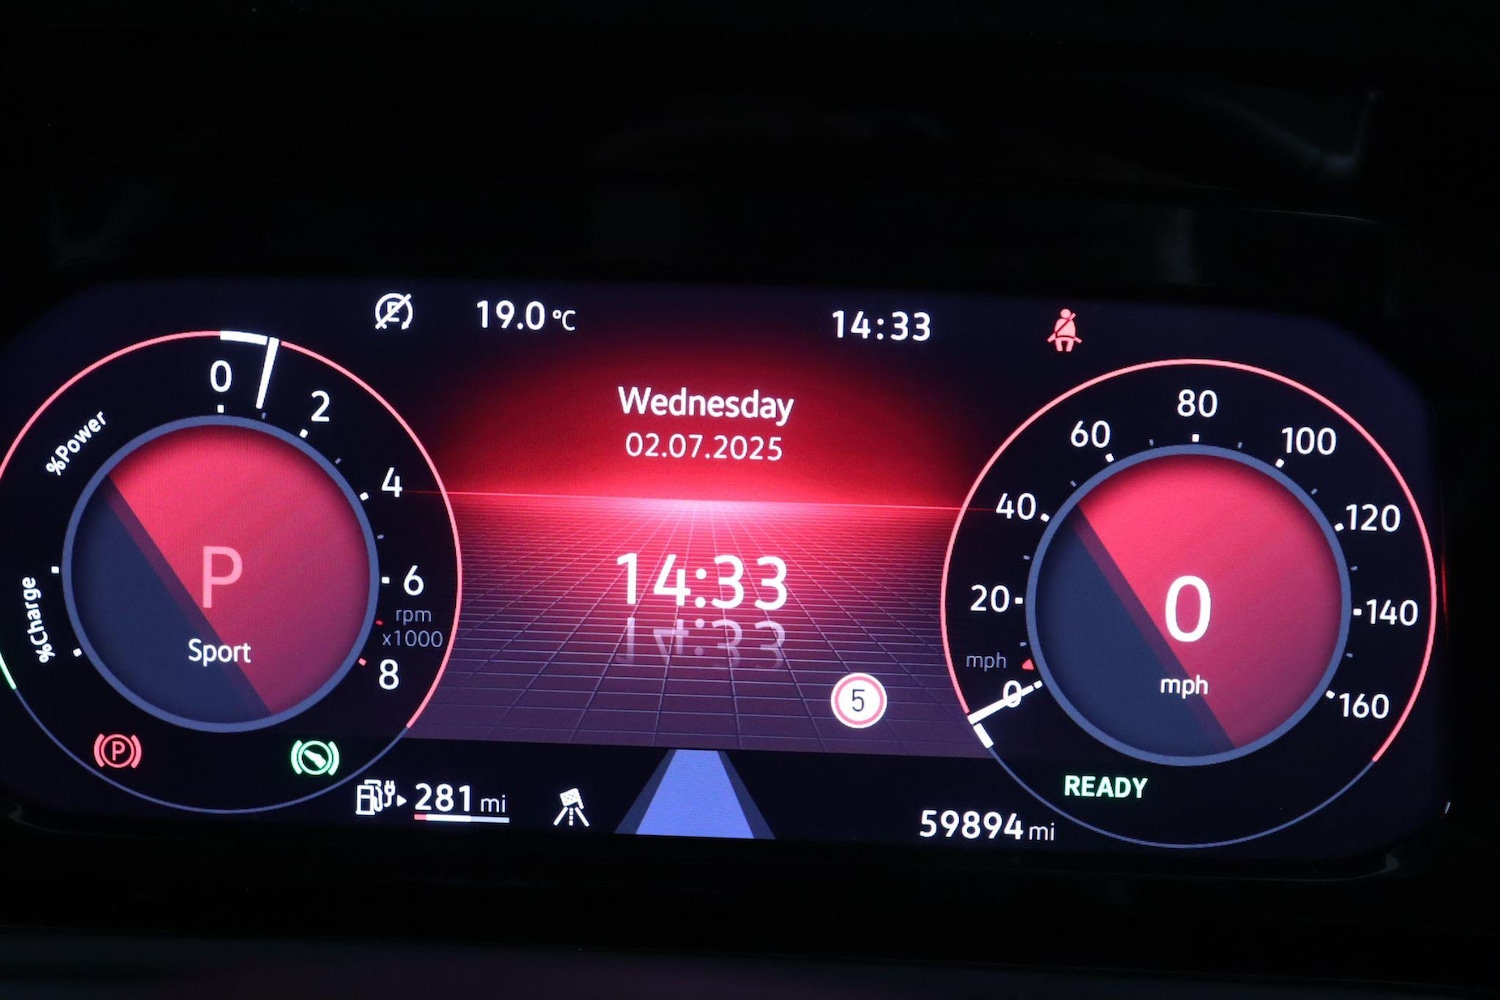 19.0 °C
14:33
Wednesday
02.07.2025
14:33
5
%Power
%Charge
0
2
4
6
8
rpm
x1000
P
Sport
P
281 mi
0
20
40
60
80
100
120
140
160
mph
0
mph
READY
59894 mi